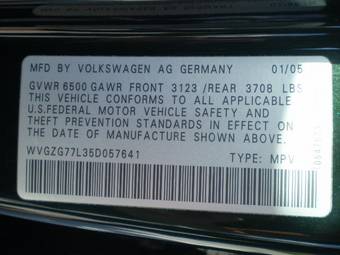 MFD BY VOLKSWAGEN AG GERMANY 01/05
GVWR 6500 GAWR FRONT 3123 /REAR 3708 LBS
THIS VEHICLE CONFORMS TO ALL APPLICABLE
U.S.FEDERAL MOTOR VEHICLE SAFETY AND
THEFT PREVENTION STANDARDS IN EFFECT ON
THE DATE OF MANUFACTURE SHOWN ABOVE.
WVGZG77L35D057641 TYPE: MPV